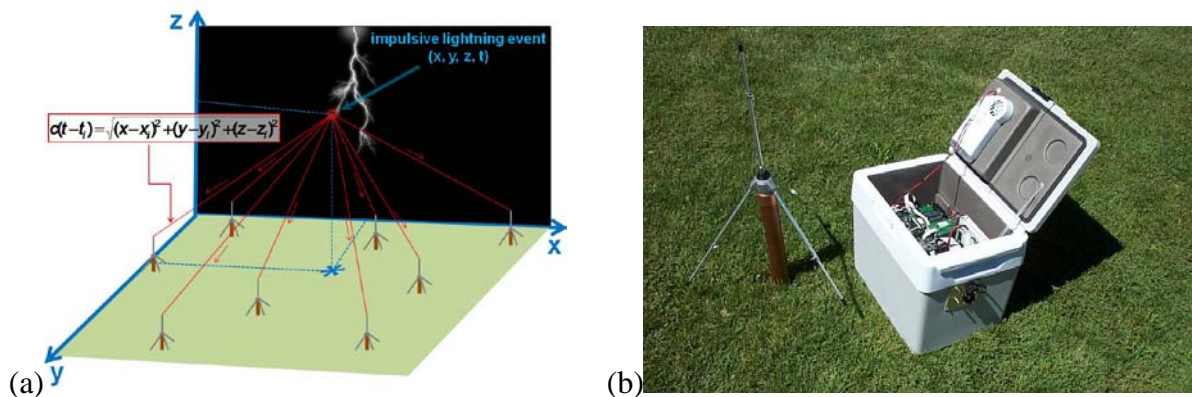 z
impulsive lightning event
(x, y, z, t)
c(t−tᵢ)=√(x−xᵢ)²+(y−yᵢ)²+(z−zᵢ)²
x
y
(a)
(b)